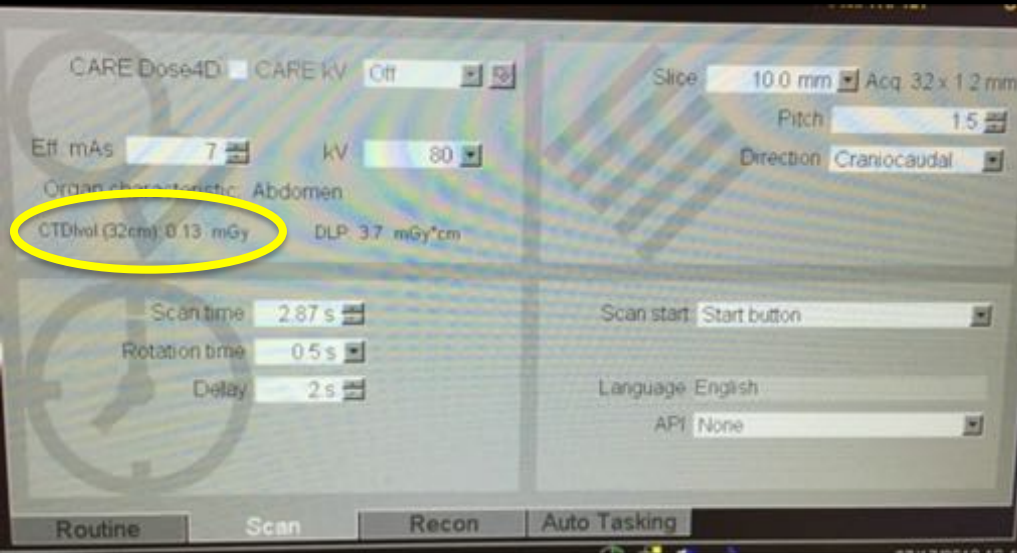 CARE Dose4D CARE kV Off
Eff. mAs 7 kV 80
Organ characteristic: Abdomen
CTDIvol (32cm): 0.13 mGy DLP: 3.7 mGy*cm
Slice 10.0 mm Acq. 32 x 1.2 mm
Pitch 1.5
Direction Craniocaudal
Scan time 2.87 s
Rotation time 0.5 s
Delay 2 s
Scan start Start button
Language English
API None
Routine Scan Recon Auto Tasking